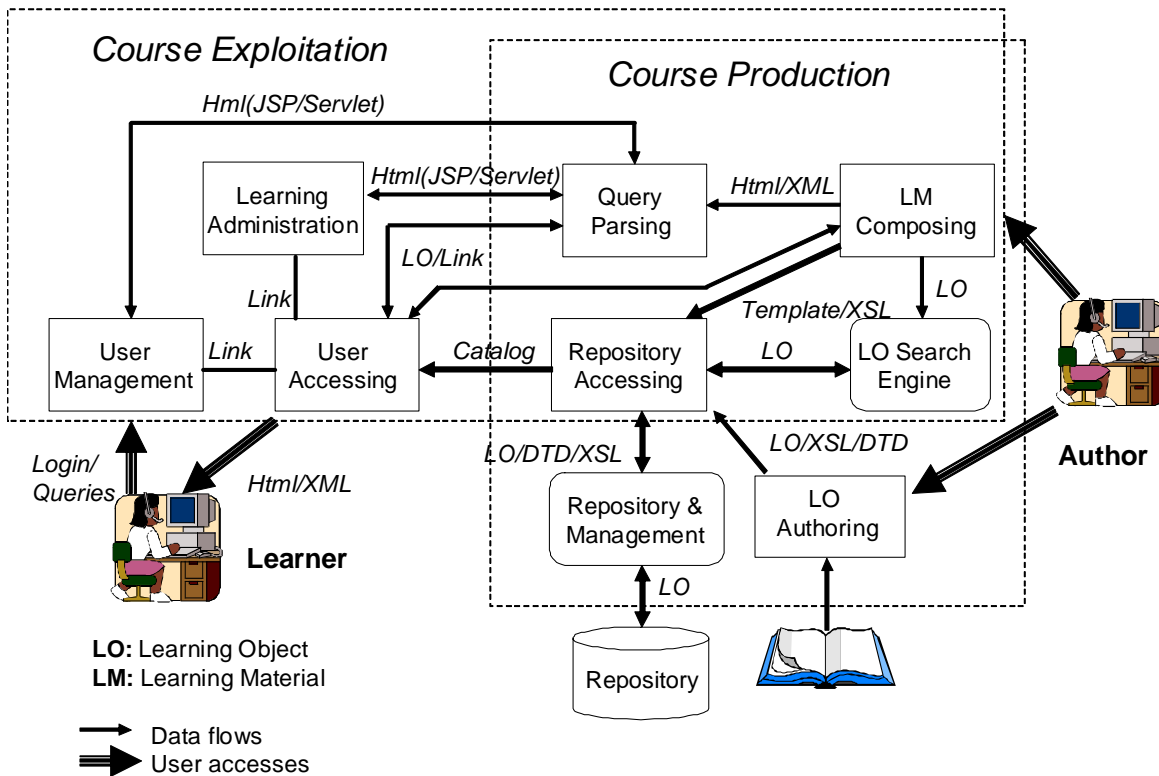 Course Exploitation
Course Production
Hml(JSP/Servlet)
Html(JSP/Servlet)
Html/XML
Learning
Administration
Query
Parsing
LM
Composing
LO/Link
LO
Link
Template/XSL
User
Management
Link
User
Accessing
Catalog
Repository
Accessing
LO
LO Search
Engine
Login/
Queries
Html/XML
LO/DTD/XSL
LO/XSL/DTD
Author
Repository &
Management
LO
Authoring
Learner
LO
LO: Learning Object
LM: Learning Material
Repository
Data flows
User accesses